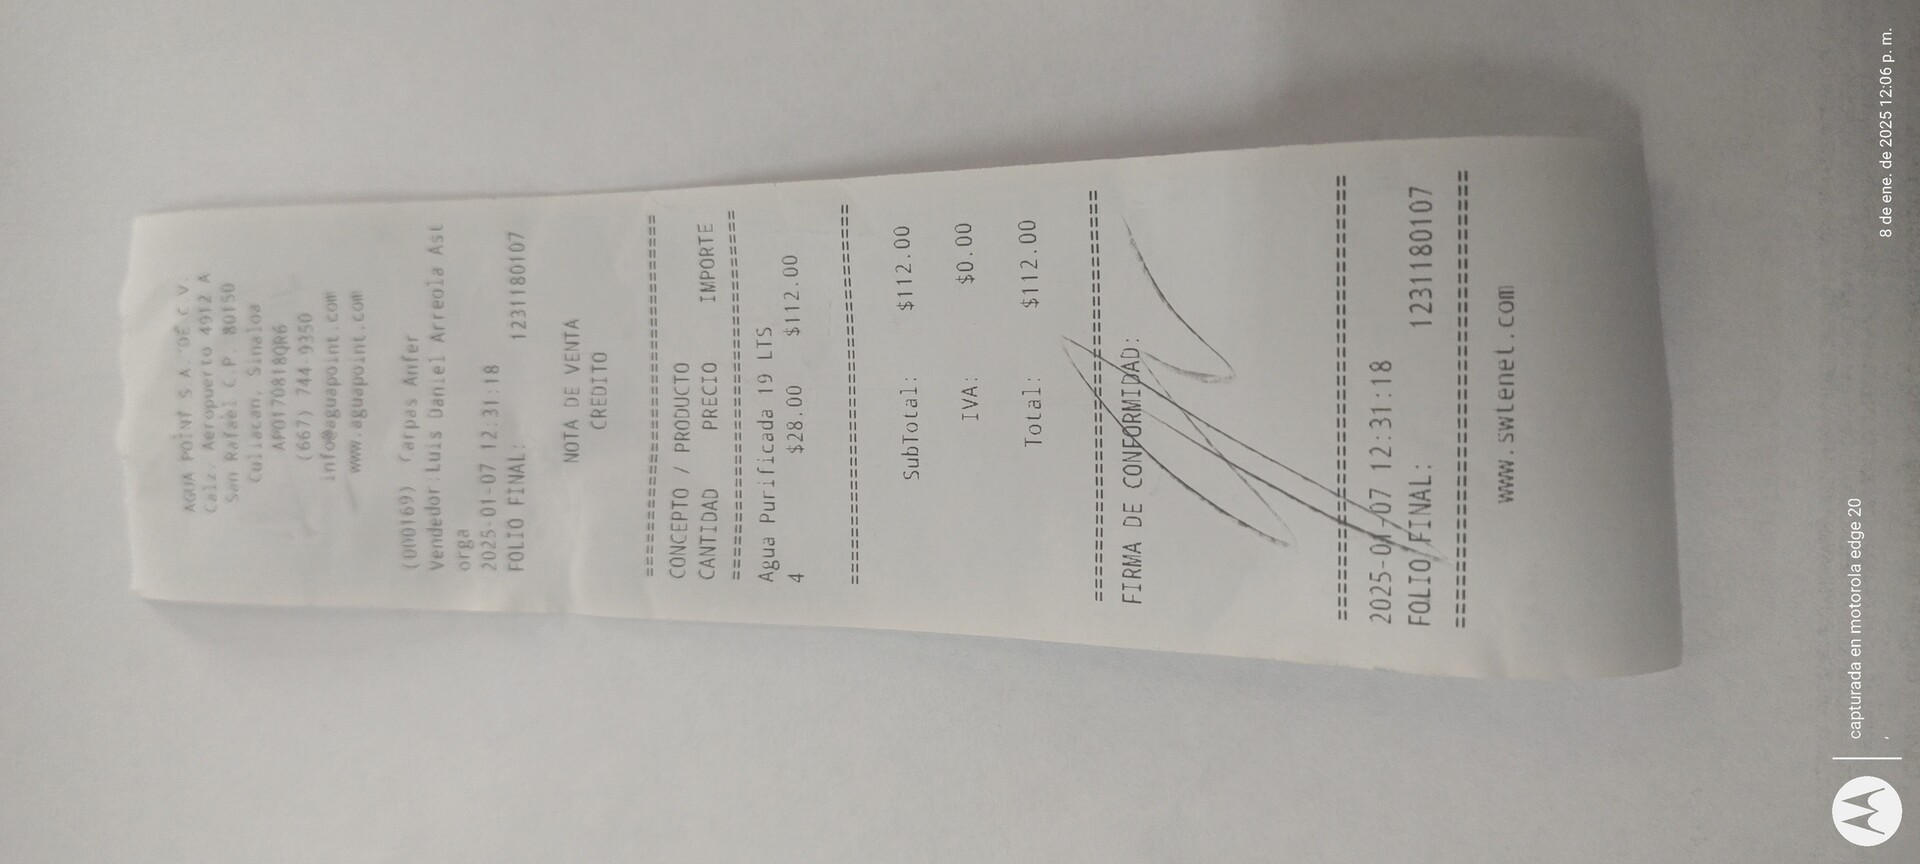 AGUA POINT S.A. DE C.V.
Calz. Aeropuerto 4912 A
San Rafael C.P. 80150
Culiacan, Sinaloa
APO170818QR6
(667) 744 9350
info@aguapoint.com
www.aguapoint.com
(000169) Carpas Anfer
Vendedor:Luis Daniel Arreola Ast
orga
2025-01-07 12:31:18
FOLIO FINAL: 1231180107
NOTA DE VENTA
CREDITO
================================
CONCEPTO / PRODUCTO
CANTIDAD PRECIO IMPORTE
================================
Agua Purificada 19 LTS
4 $28.00 $112.00
================================
SubTotal: $112.00
IVA: $0.00
Total: $112.00
================================
FIRMA DE CONFORMIDAD:
================================
2025-01-07 12:31:18
FOLIO FINAL: 1231180107
================================
www.swtenet.com
capturada en motorola edge 20
8 de ene. de 2025 12:06 p. m.